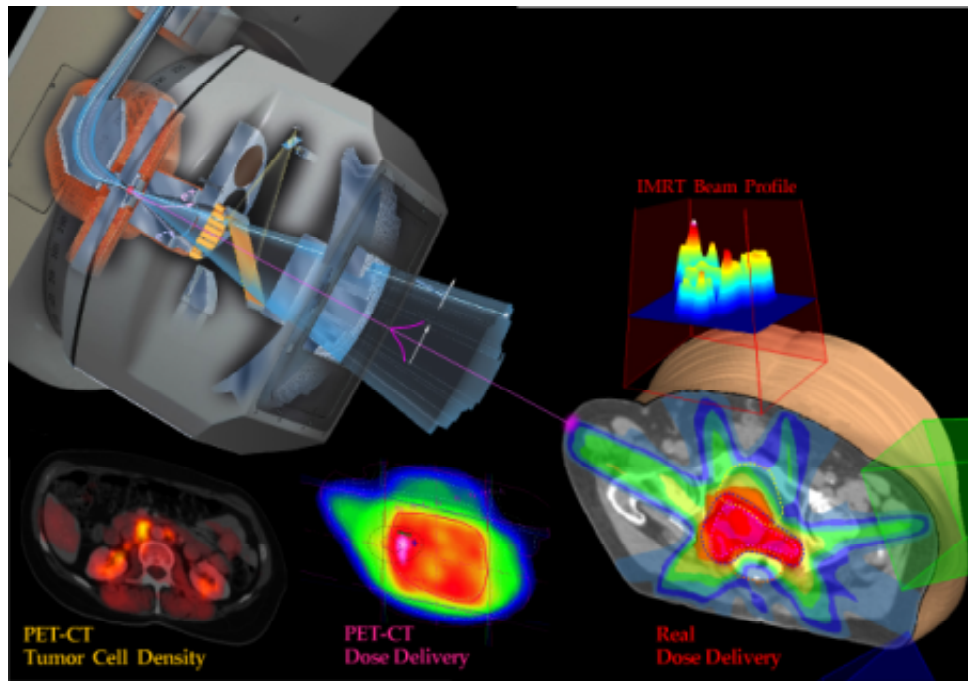 IMRT Beam Profile
PET-CT
Tumor Cell Density
PET-CT
Dose Delivery
Real
Dose Delivery